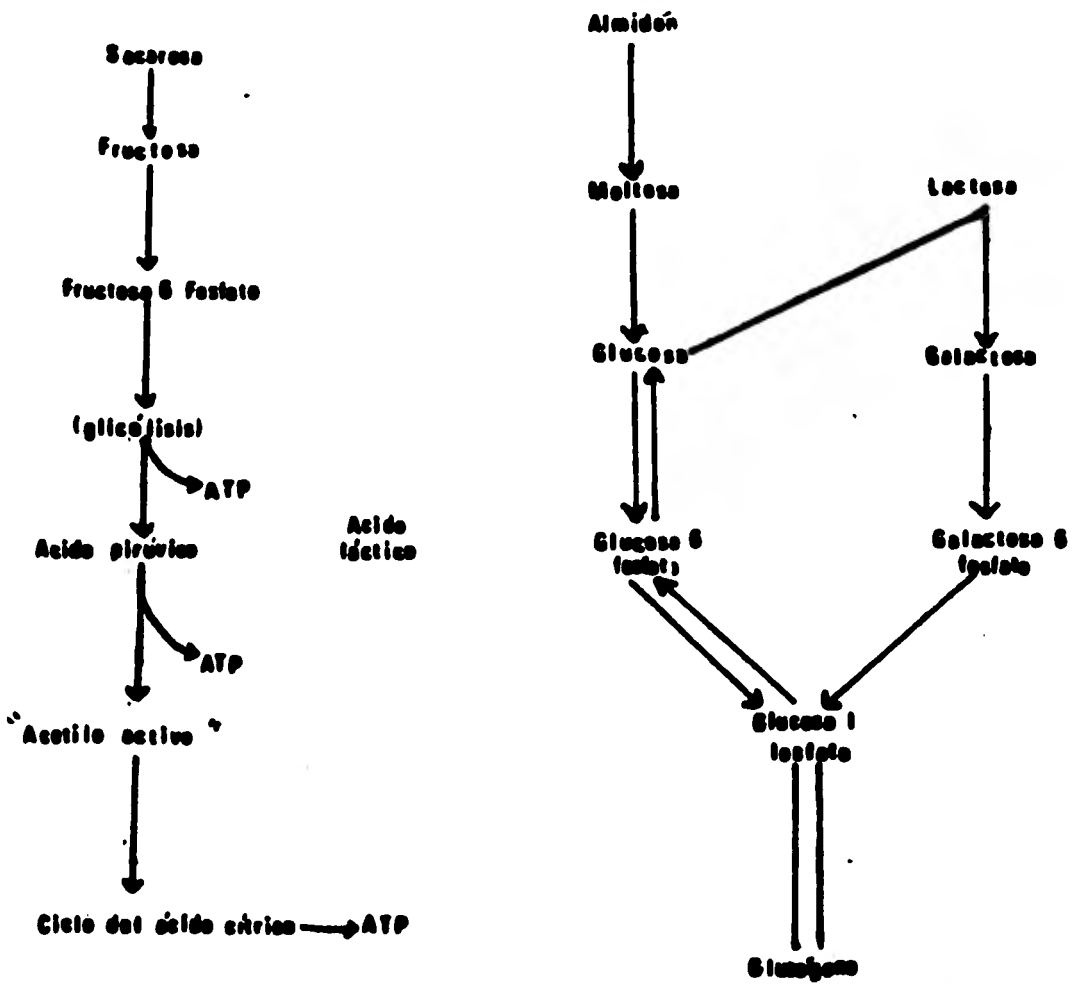 Sacarosa
Fructosa
Fructosa 6 fosfato
(glicólisis)
ATP
Acido pirúvico
Acido
láctico
ATP
"Acetilo activo"
Ciclo del ácido cítrico
ATP
Almidón
Maltosa
Lactosa
Glucosa
Galactosa
Glucosa 6
fosfato
Galactosa 6
fosfato
Glucosa 1
fosfato
Glucógeno